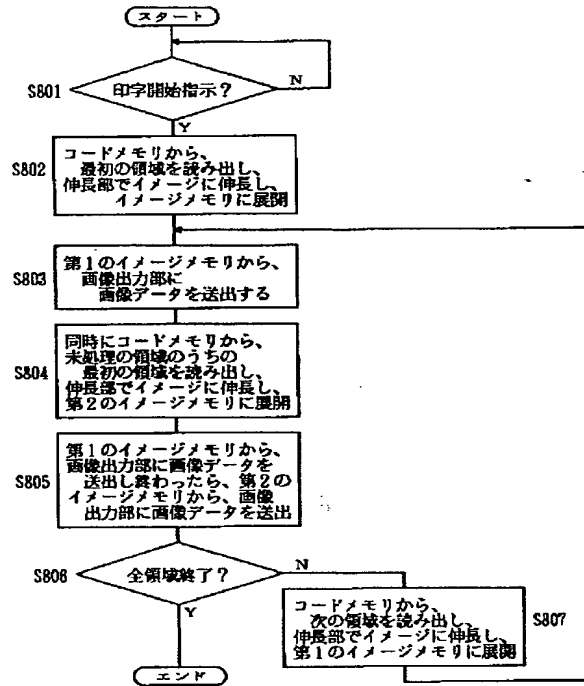 スタート
S801
印字開始指示？
N
Y
S802
コードメモリから、
最初の領域を読み出し、
伸長部でイメージに伸長し、
イメージメモリに展開
S803
第1のイメージメモリから、
画像出力部に
画像データを送出する
S804
同時にコードメモリから、
未処理の領域のうちの
最初の領域を読み出し、
伸長部でイメージに伸長し、
第2のイメージメモリに展開
S805
第1のイメージメモリから、
画像出力部に画像データを
送出し終わったら、第2の
イメージメモリから、画像
出力部に画像データを送出
S806
全領域終了？
N
Y
コードメモリから、
次の領域を読み出し、
伸長部でイメージに伸長し、
第1のイメージメモリに展開
S807
エンド